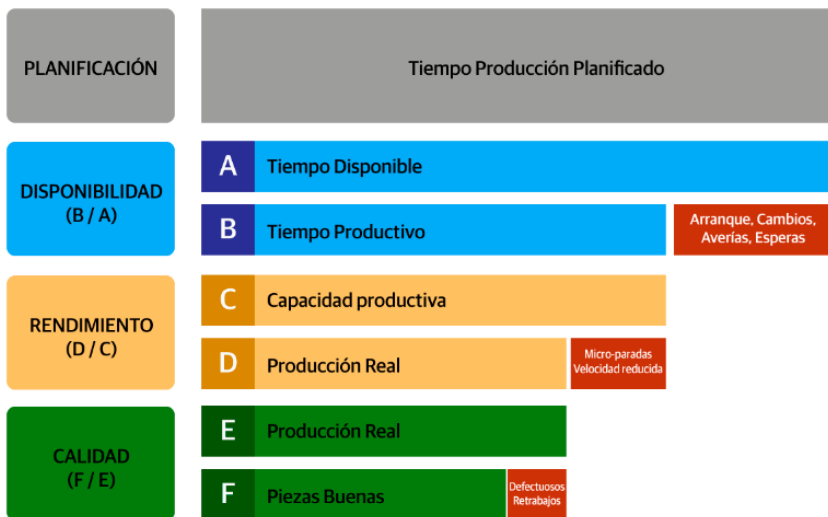 PLANIFICACIÓN
Tiempo Producción Planificado
DISPONIBILIDAD
(B / A)
A Tiempo Disponible
B Tiempo Productivo
Arranque, Cambios,
Averías, Esperas
RENDIMIENTO
(D / C)
C Capacidad productiva
D Producción Real
Micro-paradas
Velocidad reducida
CALIDAD
(F / E)
E Producción Real
F Piezas Buenas
Defectuosos
Retrabajos